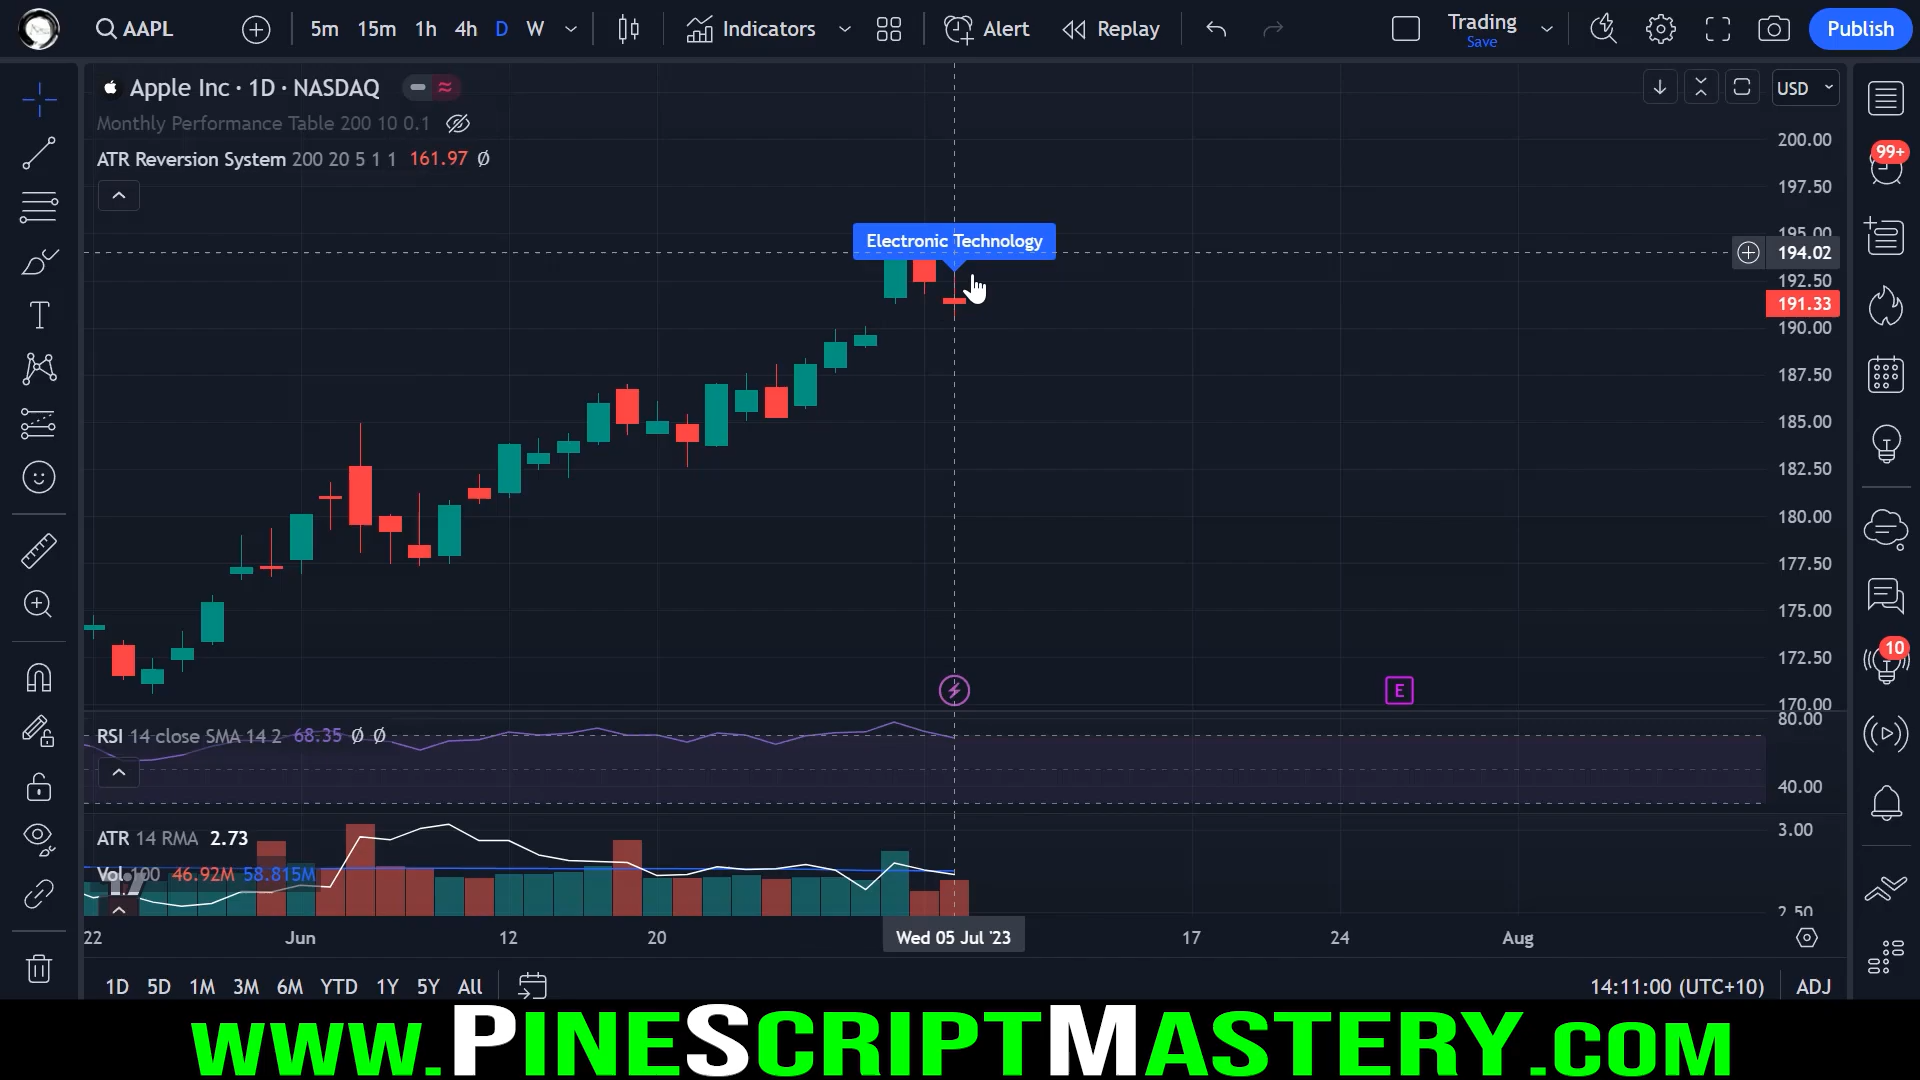 AAPL
5m 15m 1h 4h D W
Indicators
Alert
Replay
Trading
Save
Publish
Apple Inc · 1D · NASDAQ
USD
Monthly Performance Table 200 10 0.1
ATR Reversion System 200 20 5 1 1 161.97 Ø
Electronic Technology
200.00
197.50
195.00
194.02
192.50
191.33
190.00
187.50
185.00
182.50
180.00
177.50
175.00
172.50
170.00
99+
10
E
RSI 14 close SMA 14 2 68.35 Ø Ø
80.00
40.00
ATR 14 RMA 2.73
Vol 100 46.92M 58.815M
3.00
2.50
22 Jun 12 20 Wed 05 Jul '23 17 24 Aug
1D 5D 1M 3M 6M YTD 1Y 5Y All
14:11:00 (UTC+10) ADJ
www.PineScriptMastery.com